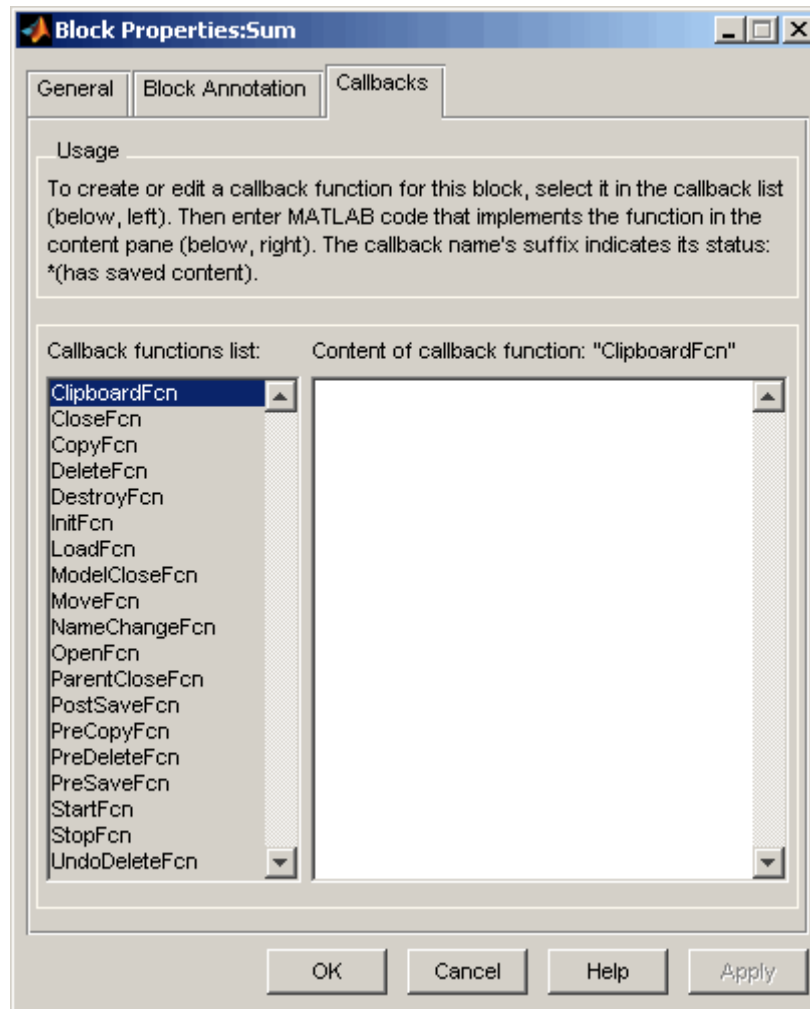 Block Properties:Sum
General
Block Annotation
Callbacks
Usage
To create or edit a callback function for this block, select it in the callback list
(below, left). Then enter MATLAB code that implements the function in the
content pane (below, right). The callback name's suffix indicates its status:
*(has saved content).
Callback functions list:
Content of callback function: "ClipboardFcn"
ClipboardFcn
CloseFcn
CopyFcn
DeleteFcn
DestroyFcn
InitFcn
LoadFcn
ModelCloseFcn
MoveFcn
NameChangeFcn
OpenFcn
ParentCloseFcn
PostSaveFcn
PreCopyFcn
PreDeleteFcn
PreSaveFcn
StartFcn
StopFcn
UndoDeleteFcn
OK
Cancel
Help
Apply